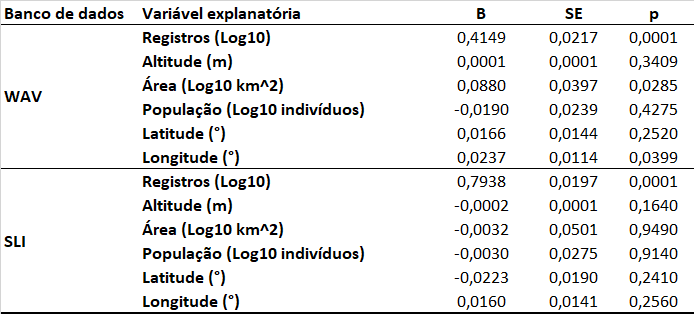 Banco de dados Variável explanatória B SE p
WAV
Registros (Log10) 0,4149 0,0217 0,0001
Altitude (m) 0,0001 0,0001 0,3409
Área (Log10 km^2) 0,0880 0,0397 0,0285
População (Log10 indivíduos) -0,0190 0,0239 0,4275
Latitude (°) 0,0166 0,0144 0,2520
Longitude (°) 0,0237 0,0114 0,0399
SLI
Registros (Log10) 0,7938 0,0197 0,0001
Altitude (m) -0,0002 0,0001 0,1640
Área (Log10 km^2) -0,0032 0,0501 0,9490
População (Log10 indivíduos) -0,0030 0,0275 0,9140
Latitude (°) -0,0223 0,0190 0,2410
Longitude (°) 0,0160 0,0141 0,2560